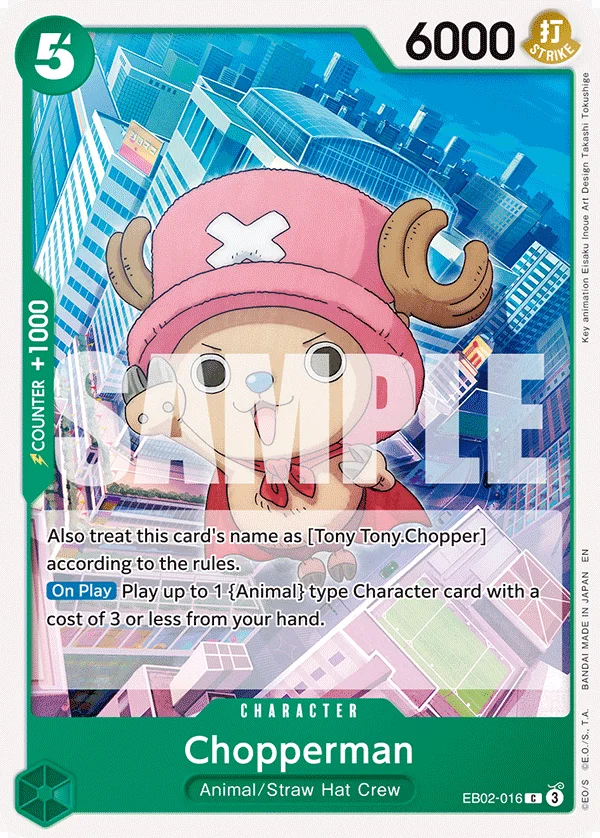 5
6000
打
STRIKE
Key animation Eisaku Inoue Art Design Takashi Tokushige
COUNTER +1000
SAMPLE
Also treat this card's name as [Tony Tony.Chopper]
according to the rules.
On Play Play up to 1 {Animal} type Character card with a
cost of 3 or less from your hand.
CHARACTER
Chopperman
Animal/Straw Hat Crew
EB02-016 C 3
©EO/S ©E.O./S., T.A. BANDAI MADE IN JAPAN EN